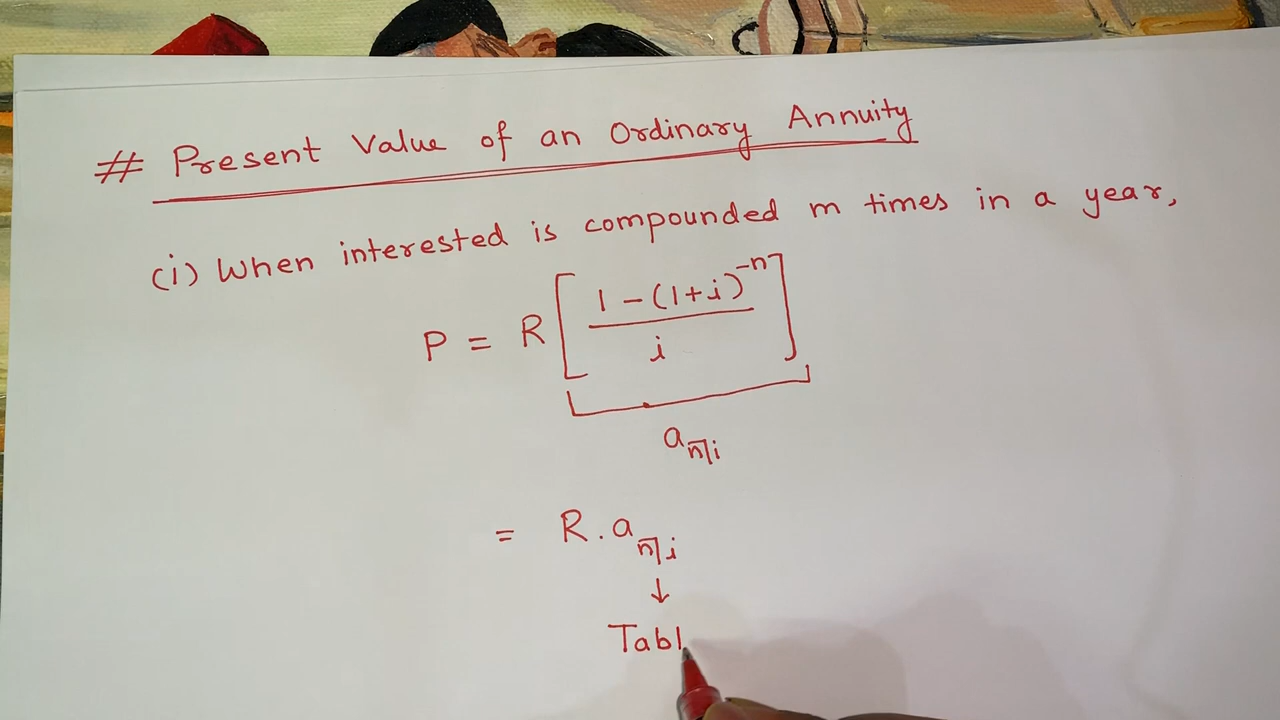 # Present Value of an Ordinary Annuity
(i) When interested is compounded m times in a year,
P = R [ 1-(1+i)^-n / i ]
a n̅| i
= R . a n̅| i
↓
Tabl